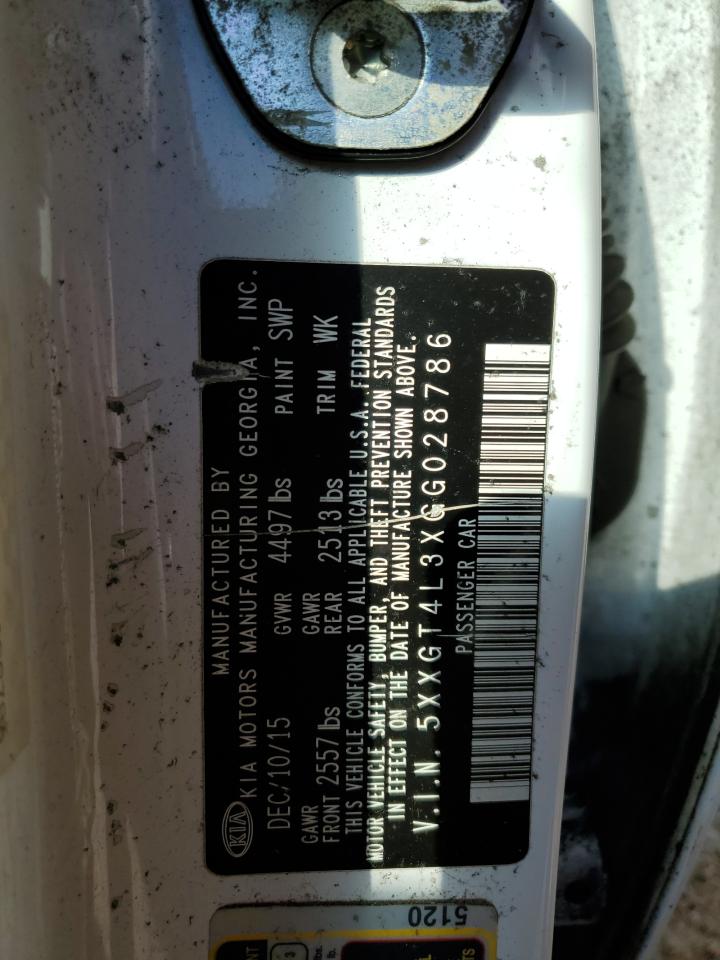 MANUFACTURED BY
KIA KIA MOTORS MANUFACTURING GEORGIA, INC.
DEC/10/15 GVWR 4497 lbs PAINT SWP
GAWR FRONT 2557 lbs GAWR REAR 2513 lbs TRIM WK
THIS VEHICLE CONFORMS TO ALL APPLICABLE U.S.A. FEDERAL
MOTOR VEHICLE SAFETY, BUMPER, AND THEFT PREVENTION STANDARDS
IN EFFECT ON THE DATE OF MANUFACTURE SHOWN ABOVE.
V.I.N. 5XXGT4L3XGG028786
PASSENGER CAR
5120